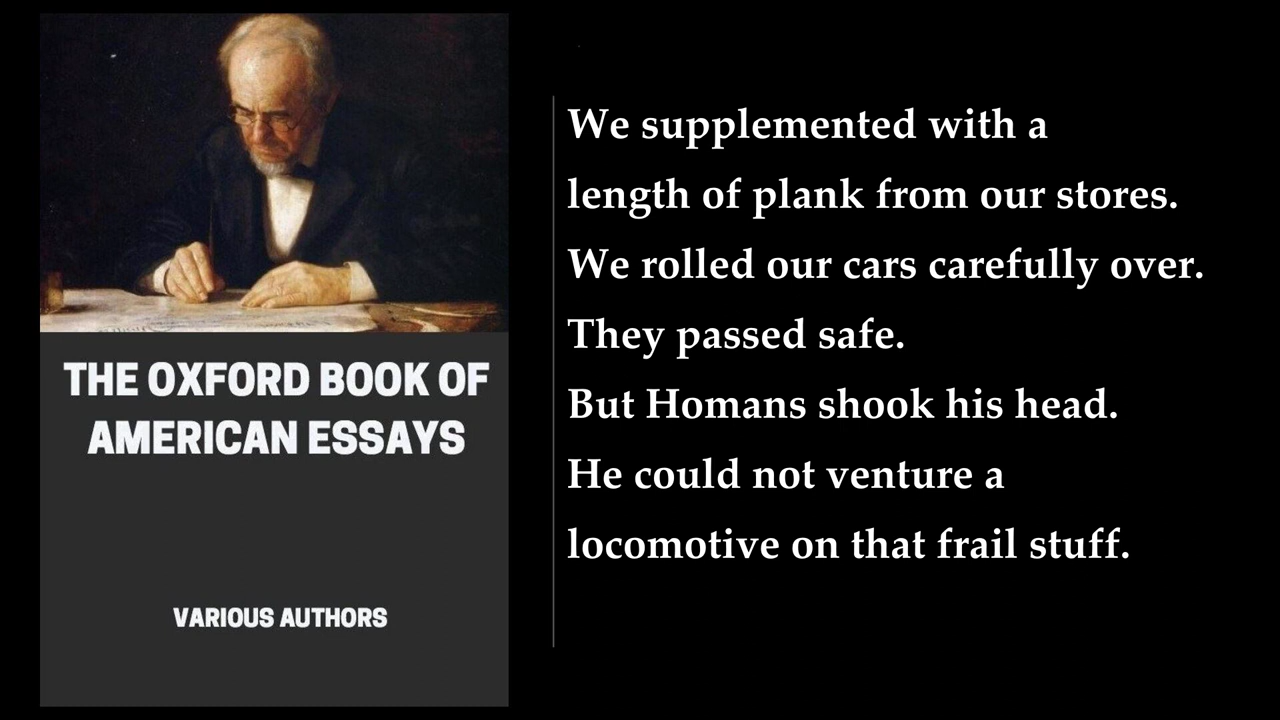 THE OXFORD BOOK OF
AMERICAN ESSAYS
VARIOUS AUTHORS
We supplemented with a
length of plank from our stores.
We rolled our cars carefully over.
They passed safe.
But Homans shook his head.
He could not venture a
locomotive on that frail stuff.